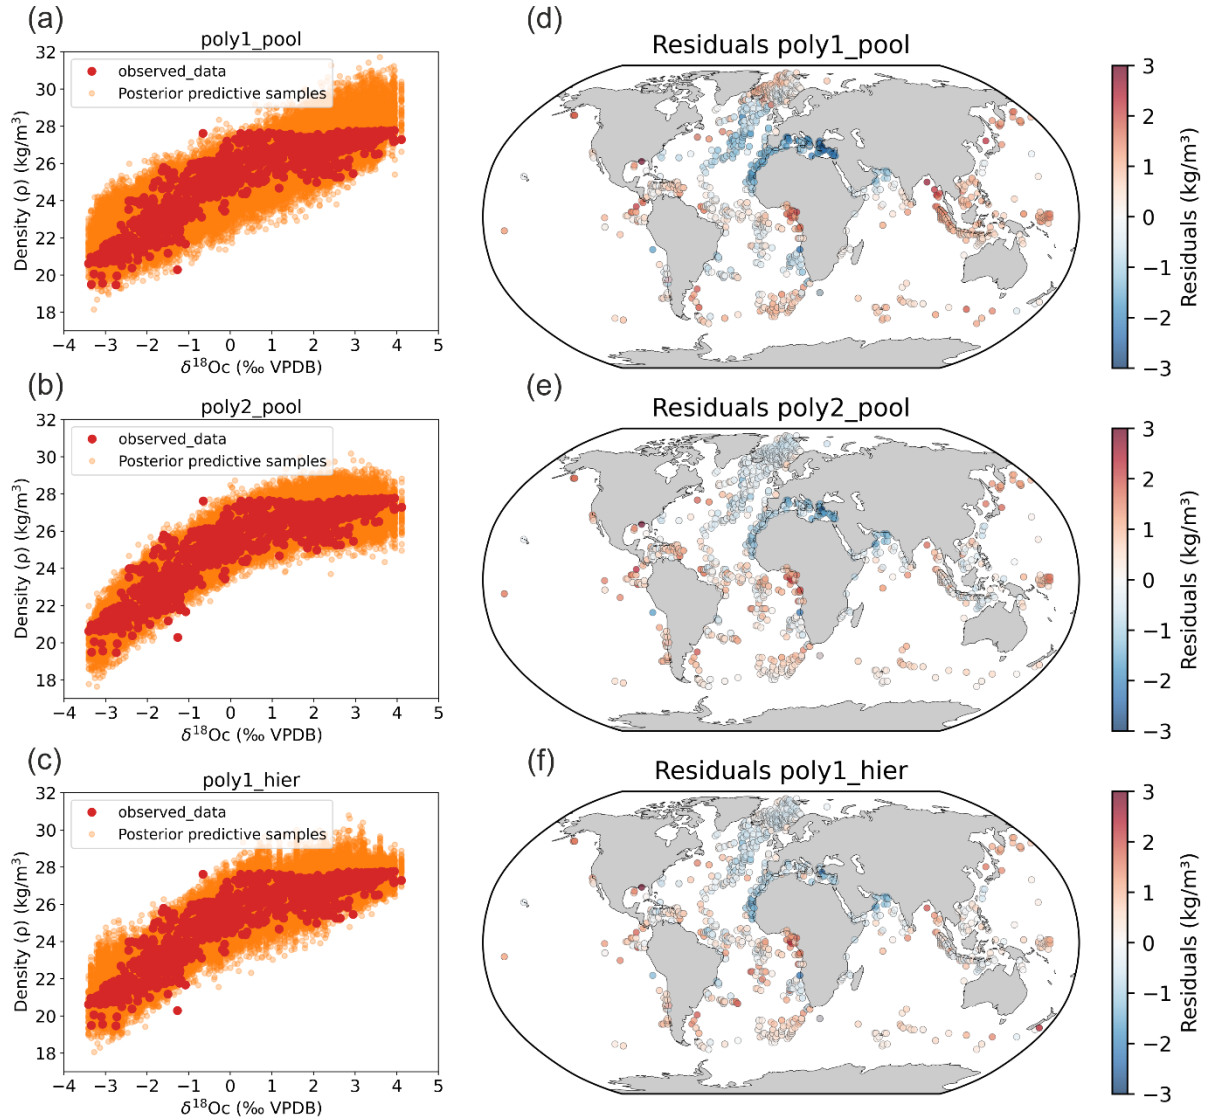 (a)
poly1_pool
32
30
28
26
24
22
20
18
Density (ρ) (kg/m³)
observed_data
Posterior predictive samples
−4 −3 −2 −1 0 1 2 3 4 5
δ¹⁸Oc (‰ VPDB)
(d)
Residuals poly1_pool
3
2
1
0
−1
−2
−3
Residuals (kg/m³)
(b)
poly2_pool
32
30
28
26
24
22
20
18
Density (ρ) (kg/m³)
observed_data
Posterior predictive samples
−4 −3 −2 −1 0 1 2 3 4 5
δ¹⁸Oc (‰ VPDB)
(e)
Residuals poly2_pool
3
2
1
0
−1
−2
−3
Residuals (kg/m³)
(c)
poly1_hier
32
30
28
26
24
22
20
18
Density (ρ) (kg/m³)
observed_data
Posterior predictive samples
−4 −3 −2 −1 0 1 2 3 4 5
δ¹⁸Oc (‰ VPDB)
(f)
Residuals poly1_hier
3
2
1
0
−1
−2
−3
Residuals (kg/m³)